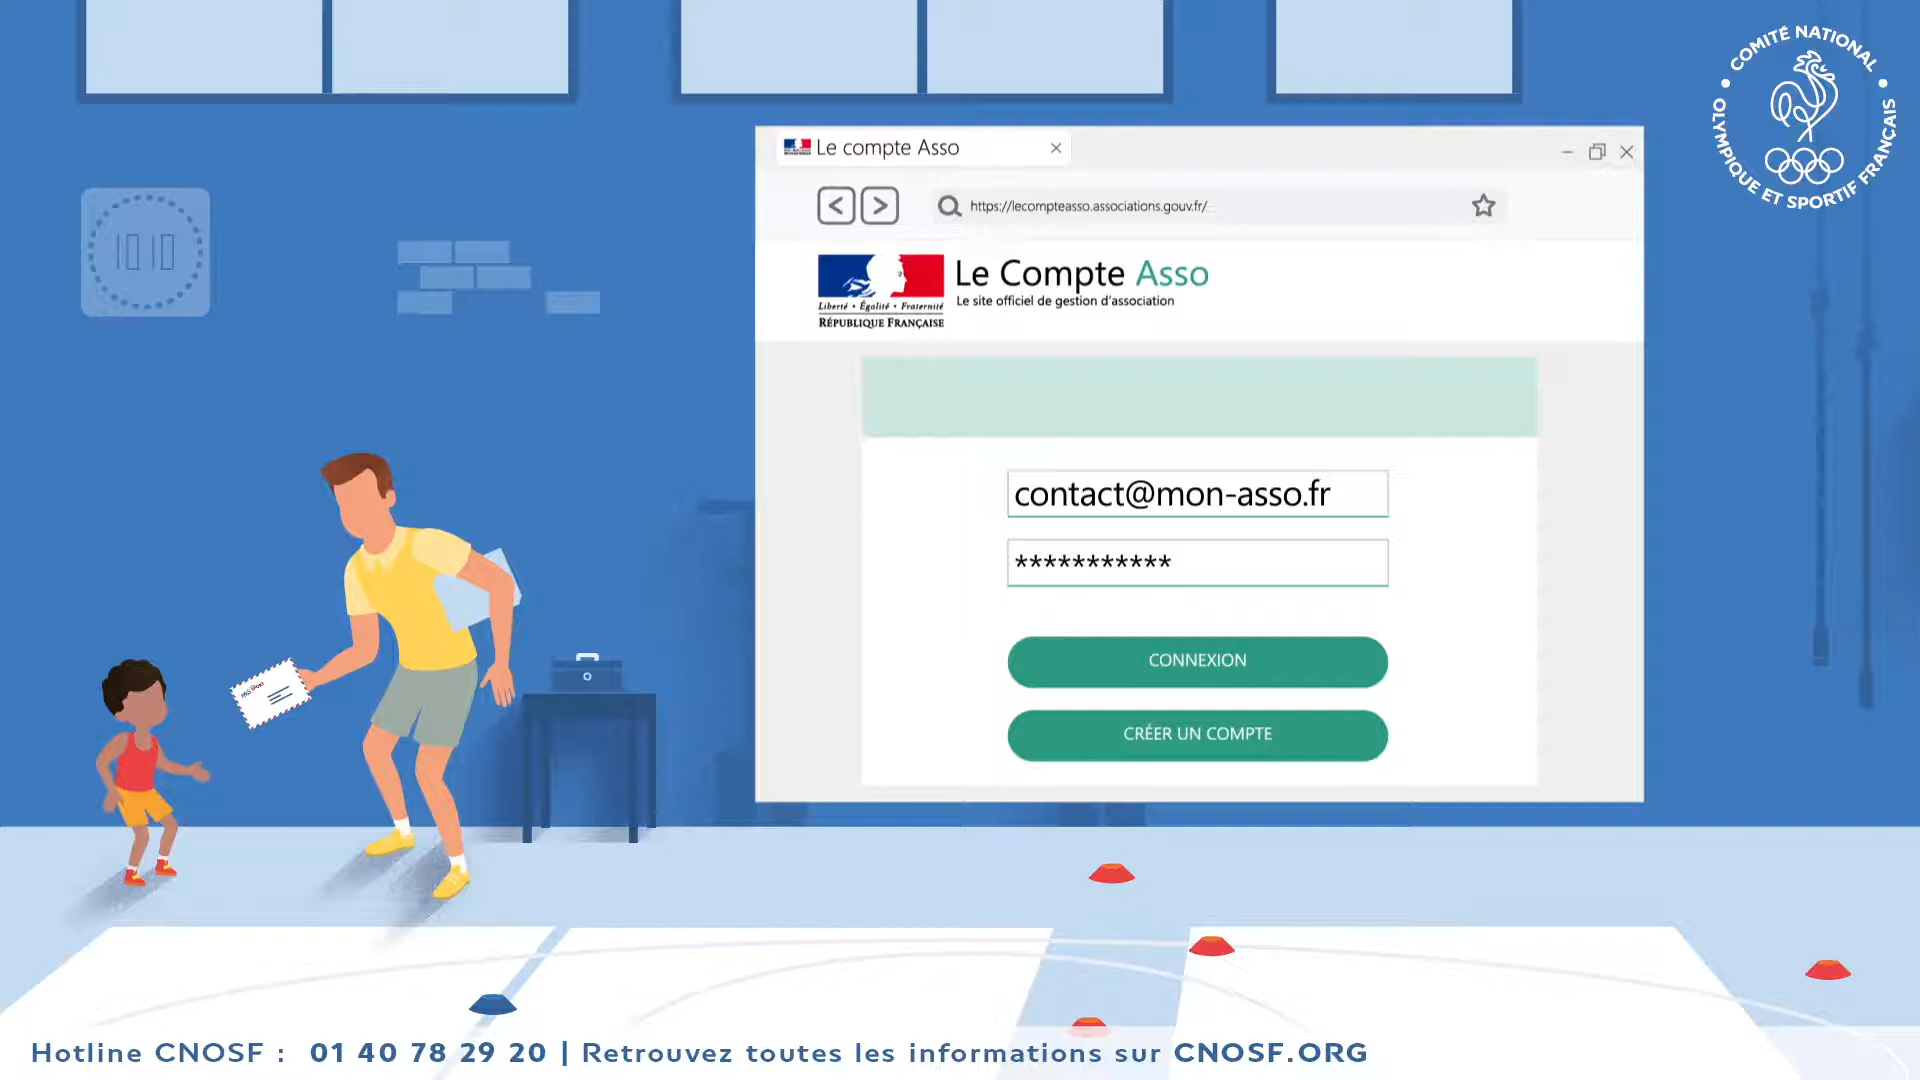 COMITÉ NATIONAL
OLYMPIQUE ET SPORTIF FRANÇAIS
Le compte Asso
https://lecompteasso.associations.gouv.fr/
Liberté • Égalité • Fraternité
RÉPUBLIQUE FRANÇAISE
Le Compte Asso
Le site officiel de gestion d'association
contact@mon-asso.fr
***********
CONNEXION
CRÉER UN COMPTE
Hotline CNOSF : 01 40 78 29 20 | Retrouvez toutes les informations sur CNOSF.ORG